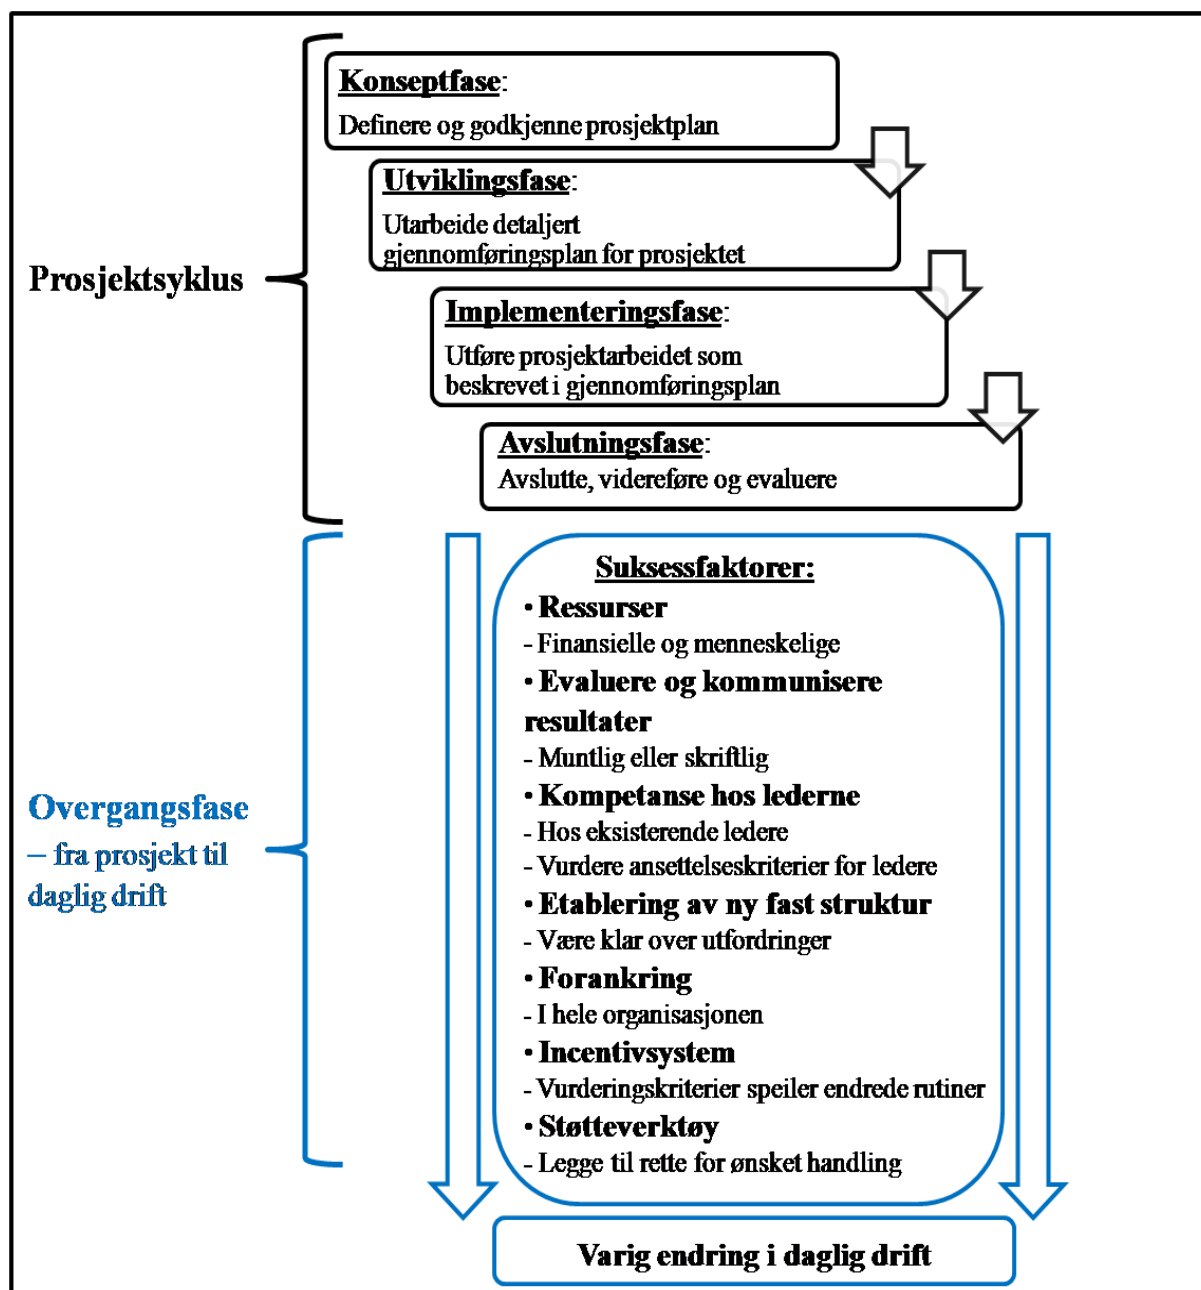 Konseptfase:
Definere og godkjenne prosjektplan
Utviklingsfase:
Utarbeide detaljert
gjennomføringsplan for prosjektet
Prosjektsyklus
Implementeringsfase:
Utføre prosjektarbeidet som
beskrevet i gjennomføringsplan
Avslutningsfase:
Avslutte, videreføre og evaluere
Suksessfaktorer:
• Ressurser
- Finansielle og menneskelige
• Evaluere og kommunisere
resultater
- Muntlig eller skriftlig
• Kompetanse hos lederne
- Hos eksisterende ledere
- Vurdere ansettelseskriterier for ledere
• Etablering av ny fast struktur
- Være klar over utfordringer
• Forankring
- I hele organisasjonen
• Incentivsystem
- Vurderingskriterier speiler endrede rutiner
• Støtteverktøy
- Legge til rette for ønsket handling
Overgangsfase
– fra prosjekt til
daglig drift
Varig endring i daglig drift